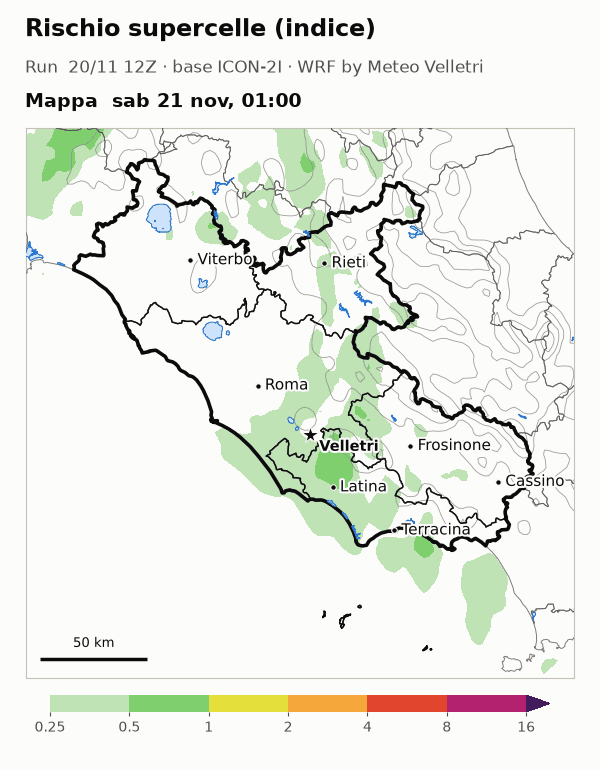 Rischio supercelle (indice)
Run  20/11 12Z · base ICON-2I · WRF by Meteo Velletri
Mappa  sab 21 nov, 01:00
Viterbo
Rieti
Roma
Velletri
Frosinone
Latina
Cassino
Terracina
50 km
0.25 0.5 1 2 4 8 16